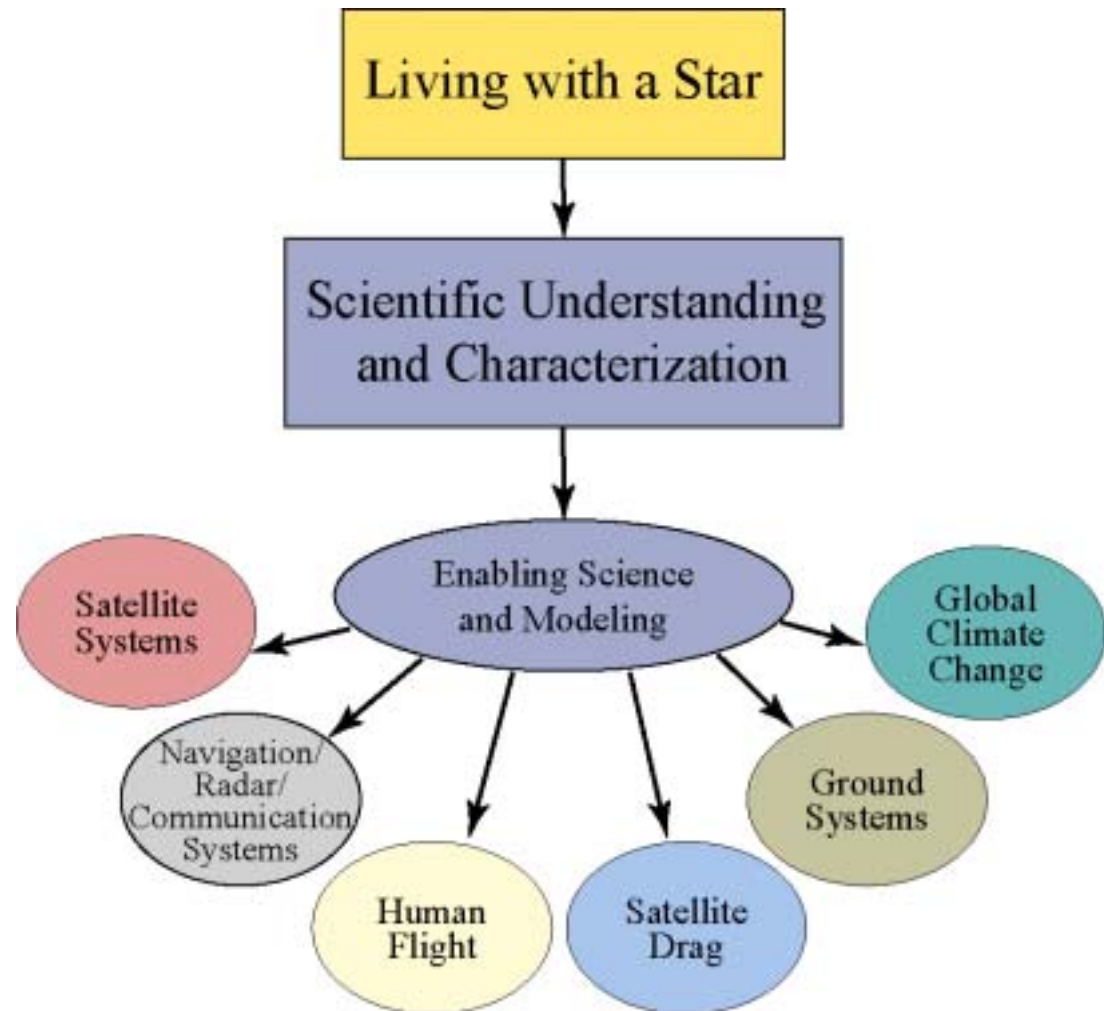 Living with a Star
Scientific Understanding
and Characterization
Enabling Science
and Modeling
Satellite
Systems
Global
Climate
Change
Navigation/
Radar/
Communication
Systems
Ground
Systems
Human
Flight
Satellite
Drag